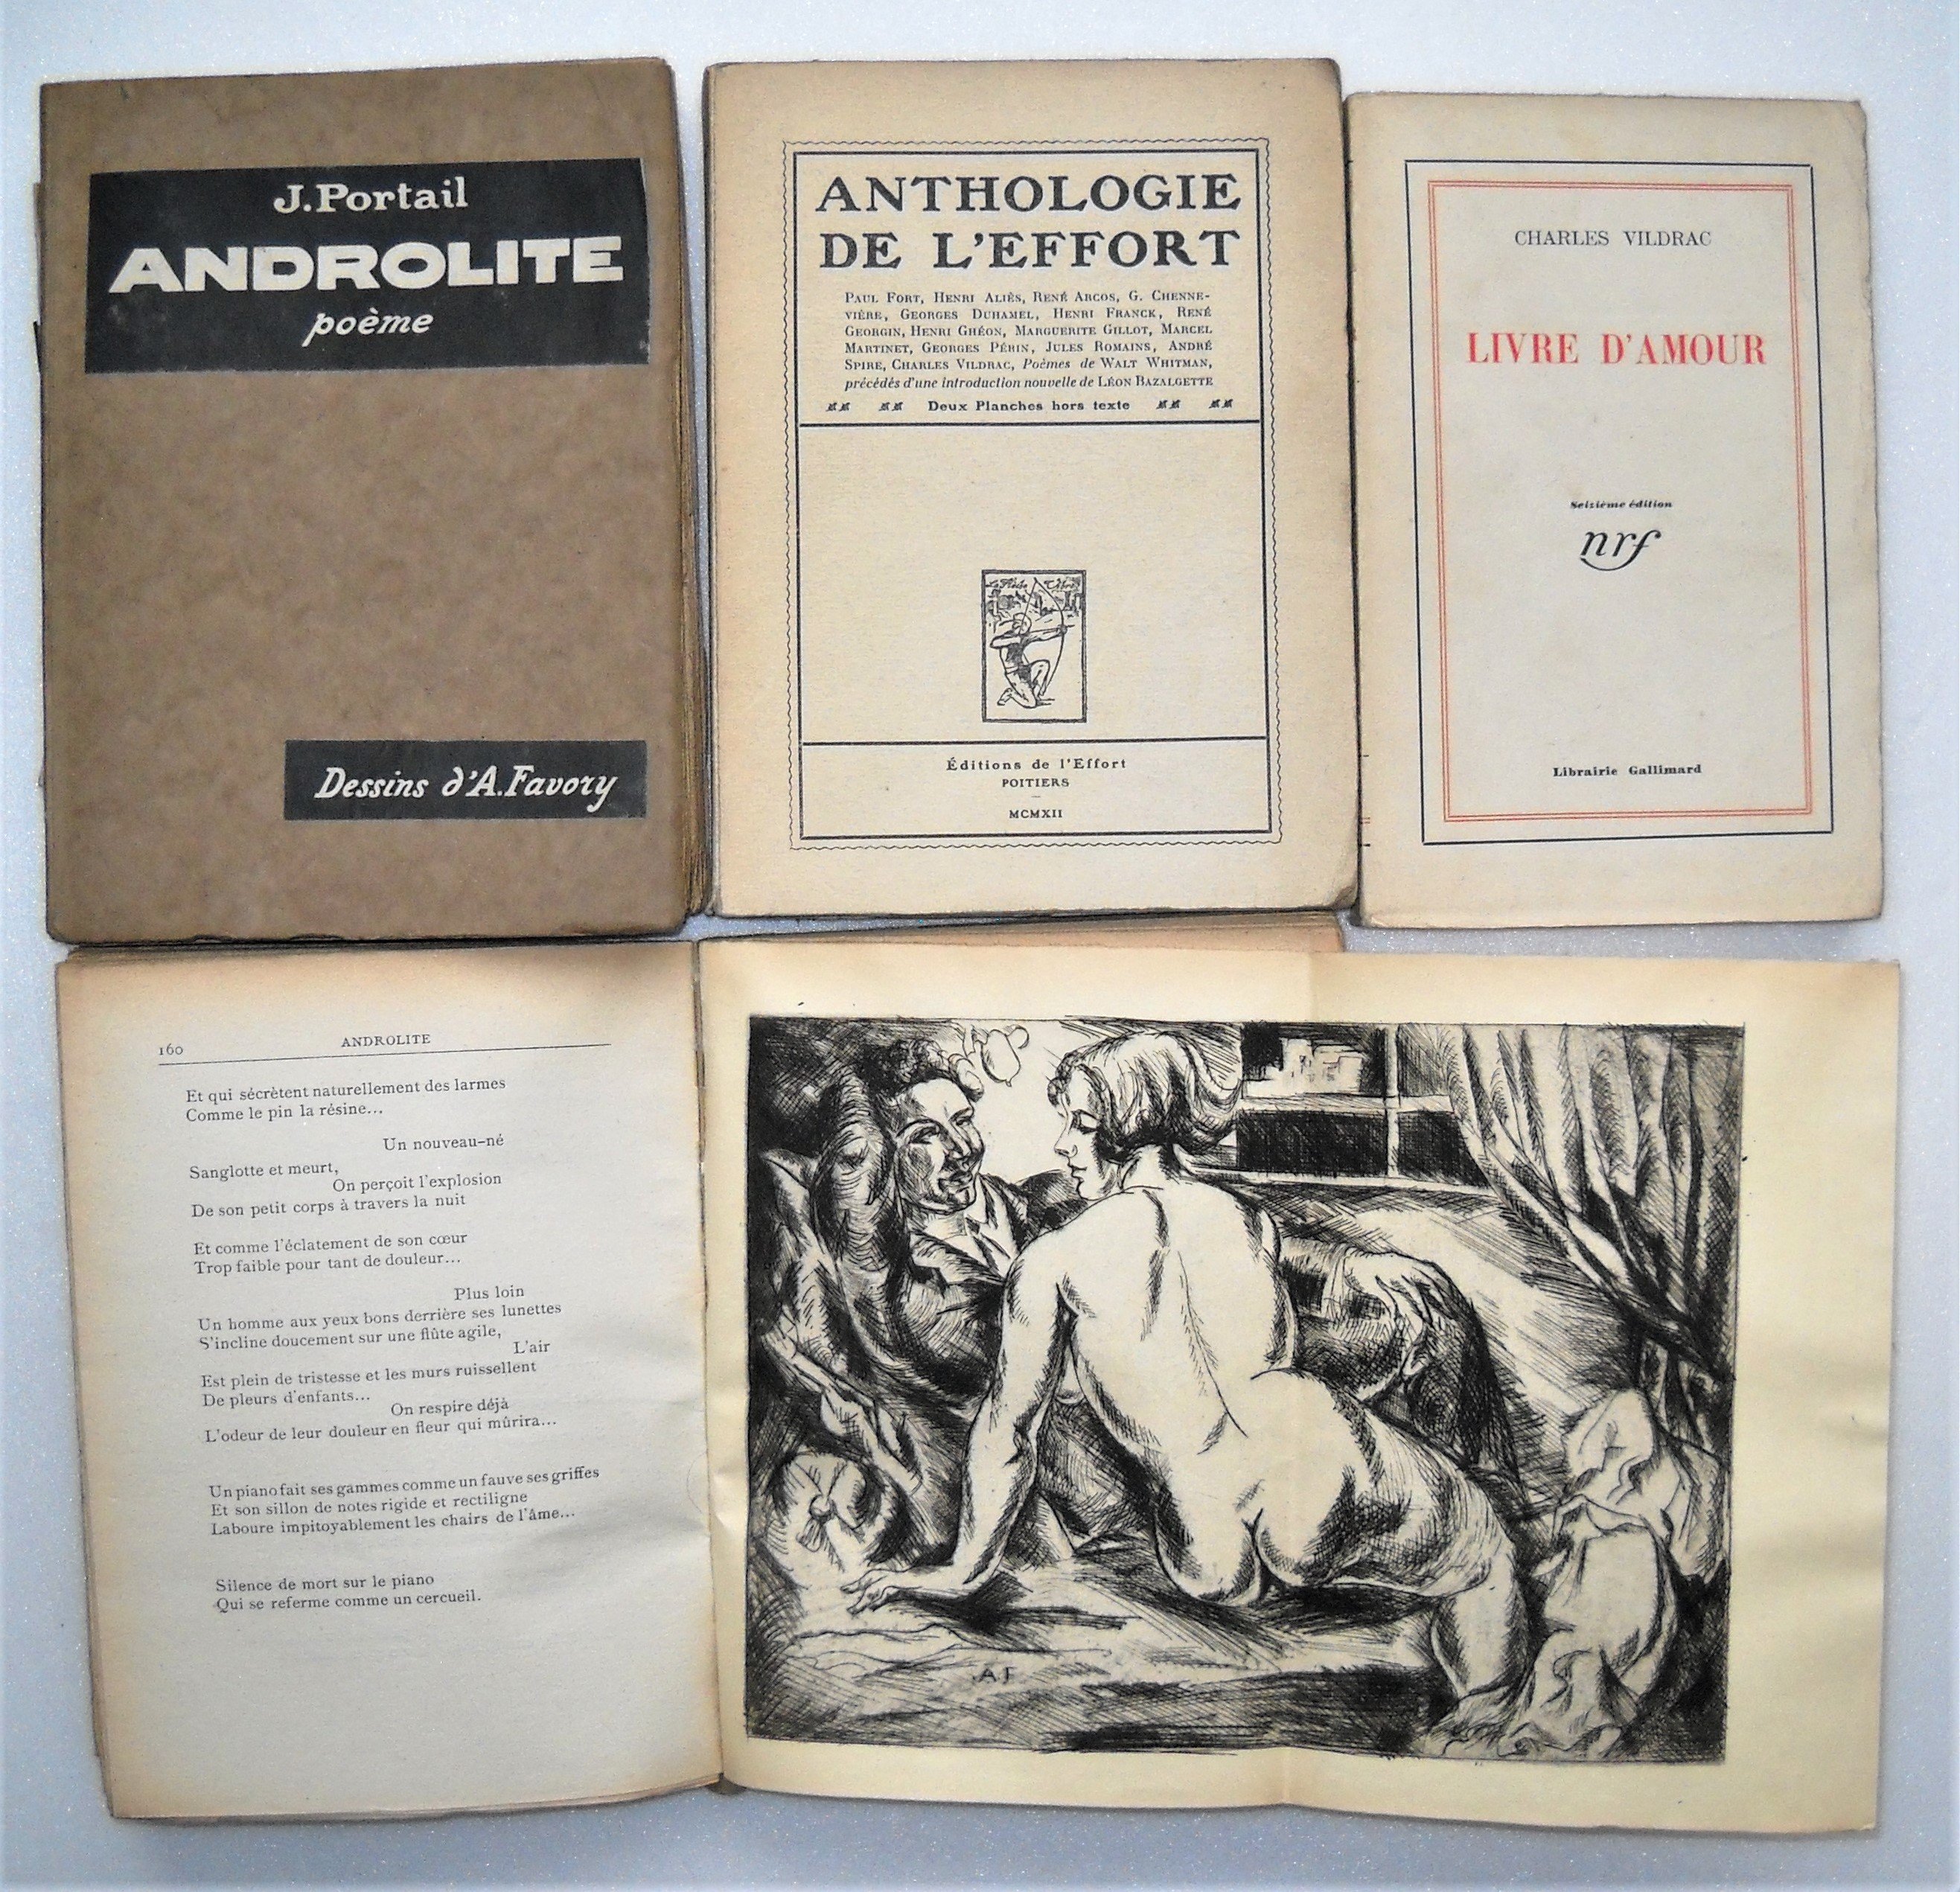 J.Portail
ANDROLITE
poème
Dessins d'A.Favory
ANTHOLOGIE
DE L'EFFORT
PAUL FORT, HENRI ALIÈS, RENÉ ARCOS, G. CHENNE-
VIÈRE, GEORGES DUHAMEL, HENRI FRANCK, RENÉ
GEORGIN, HENRI GHÉON, MARGUERITE GILLOT, MARCEL
MARTINET, GEORGES PÉRIN, JULES ROMAINS, ANDRÉ
SPIRE, CHARLES VILDRAC, Poèmes de WALT WHITMAN,
précédés d'une introduction nouvelle de LÉON BAZALGETTE
Deux Planches hors texte
Éditions de l'Effort
POITIERS
MCMXII
CHARLES VILDRAC
LIVRE D'AMOUR
Seizième édition
nrf
Librairie Gallimard
160 ANDROLITE
Et qui sécrètent naturellement des larmes
Comme le pin la résine...
Un nouveau-né
Sanglotte et meurt,
On perçoit l'explosion
De son petit corps à travers la nuit
Et comme l'éclatement de son cœur
Trop faible pour tant de douleur...
Plus loin
Un homme aux yeux bons derrière ses lunettes
S'incline doucement sur une flûte agile,
L'air
Est plein de tristesse et les murs ruissellent
De pleurs d'enfants...
On respire déjà
L'odeur de leur douleur en fleur qui mûrira...
Un piano fait ses gammes comme un fauve ses griffes
Et son sillon de notes rigide et rectiligne
Laboure impitoyablement les chairs de l'âme...
Silence de mort sur le piano
Qui se referme comme un cercueil.
A F